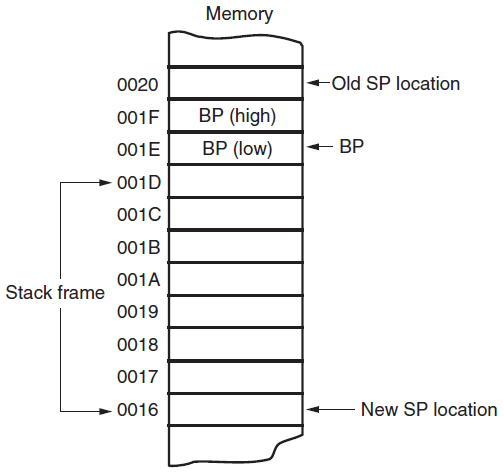 Memory
0020
Old SP location
001F BP (high)
001E BP (low) BP
001D
001C
001B
001A
Stack frame
0019
0018
0017
0016 New SP location